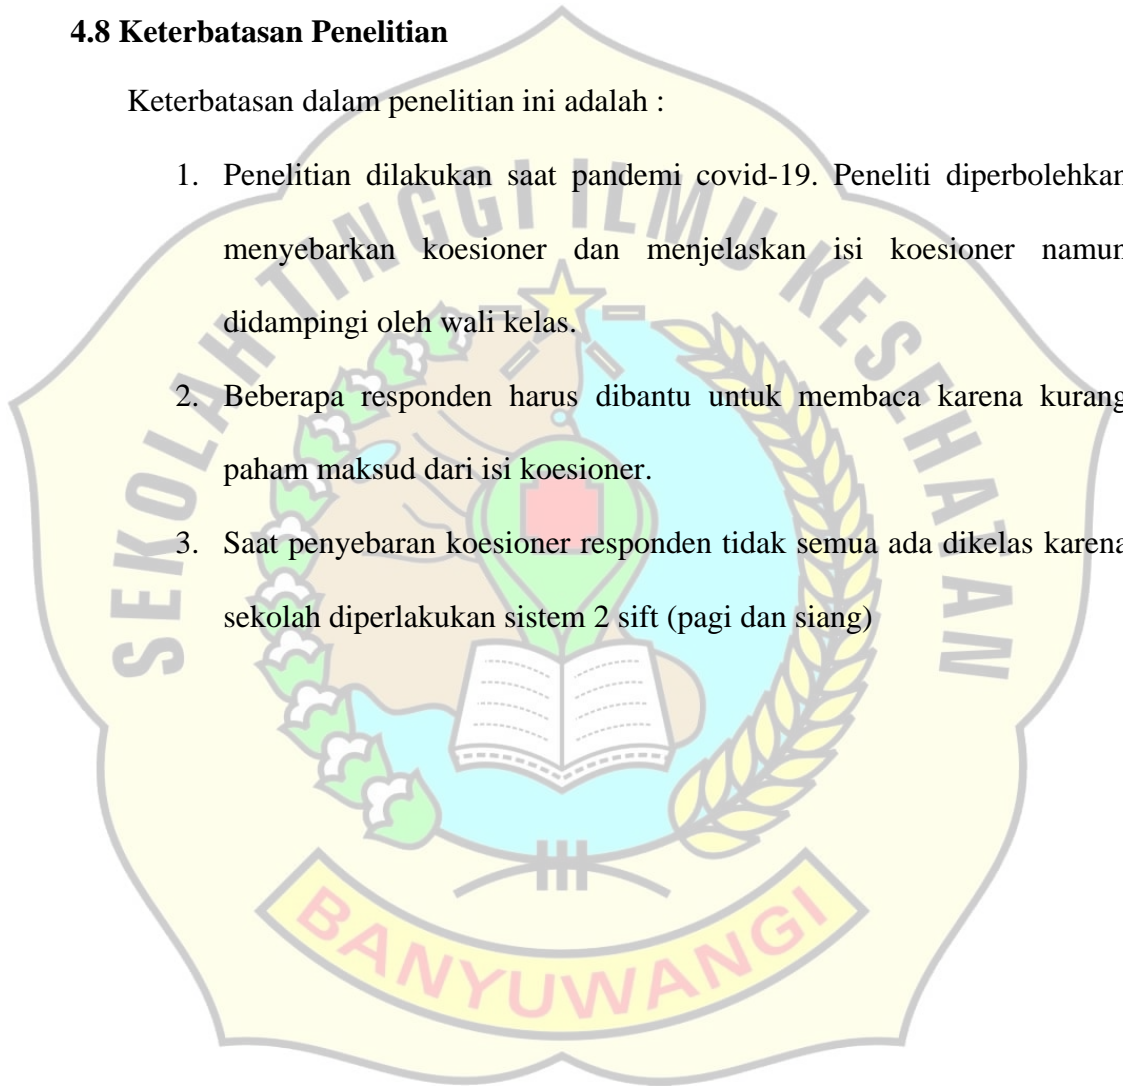 4.8 Keterbatasan Penelitian
Keterbatasan dalam penelitian ini adalah :
1. Penelitian dilakukan saat pandemi covid-19. Peneliti diperbolehkan
menyebarkan koesioner dan menjelaskan isi koesioner namun
didampingi oleh wali kelas.
2. Beberapa responden harus dibantu untuk membaca karena kurang
paham maksud dari isi koesioner.
3. Saat penyebaran koesioner responden tidak semua ada dikelas karena
sekolah diperlakukan sistem 2 sift (pagi dan siang)
SEKOLAH TINGGI ILMU KESEHATAN
BANYUWANGI